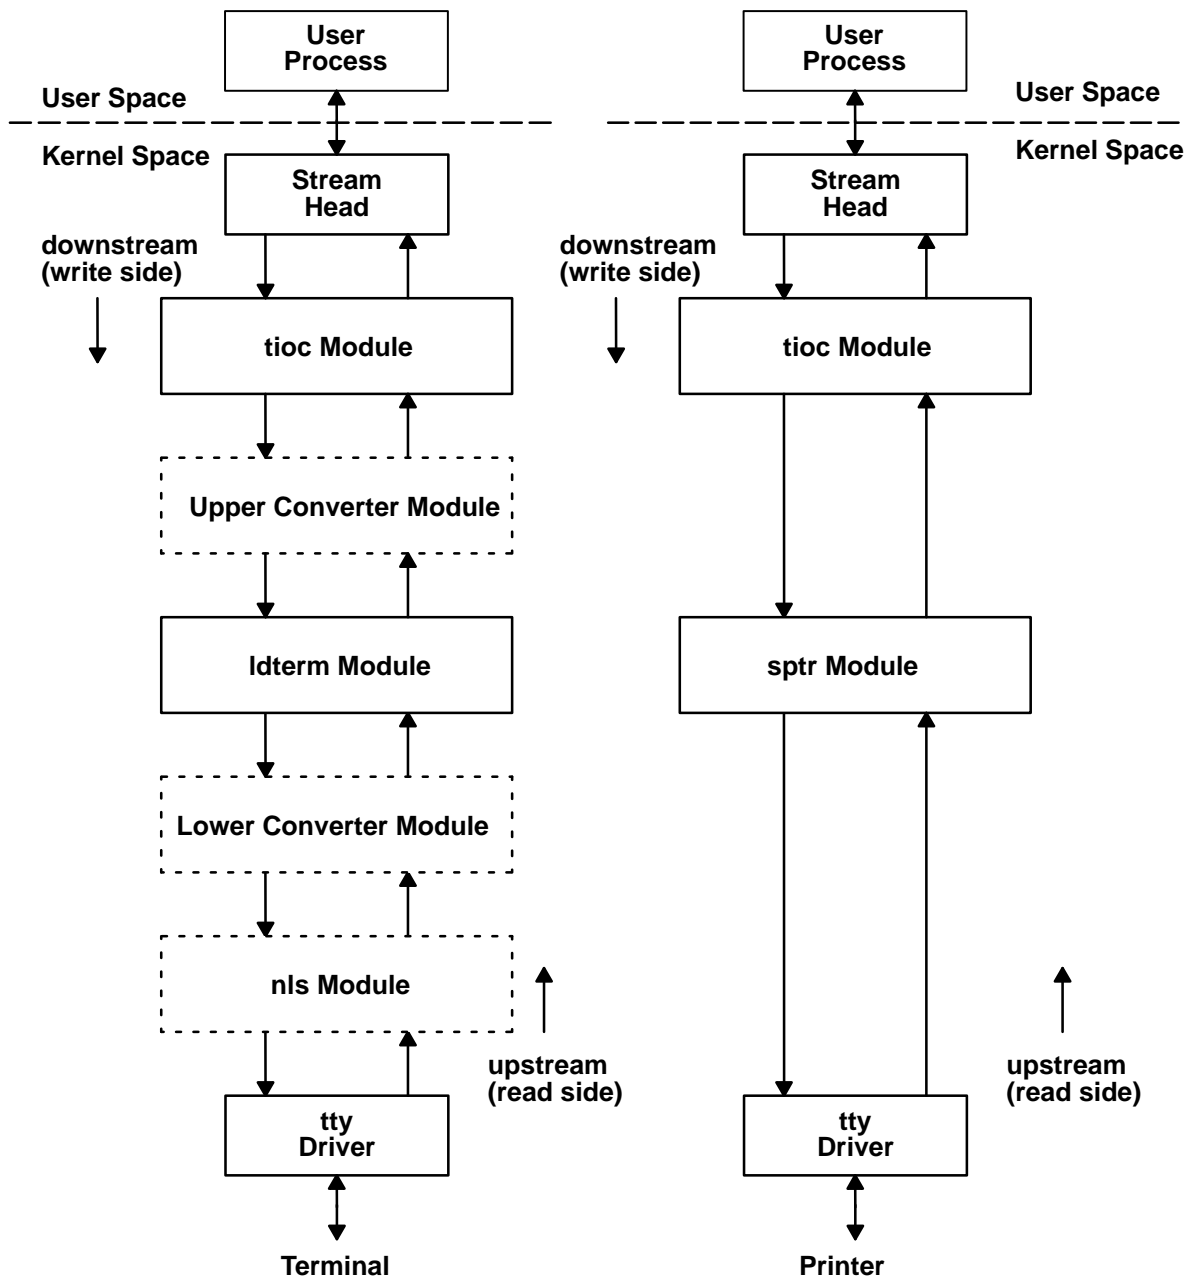 User
Process
User Space
Kernel Space
Stream
Head
downstream
(write side)
tioc Module
Upper Converter Module
ldterm Module
Lower Converter Module
nls Module
upstream
(read side)
tty
Driver
Terminal
User
Process
User Space
Kernel Space
Stream
Head
downstream
(write side)
tioc Module
sptr Module
upstream
(read side)
tty
Driver
Printer